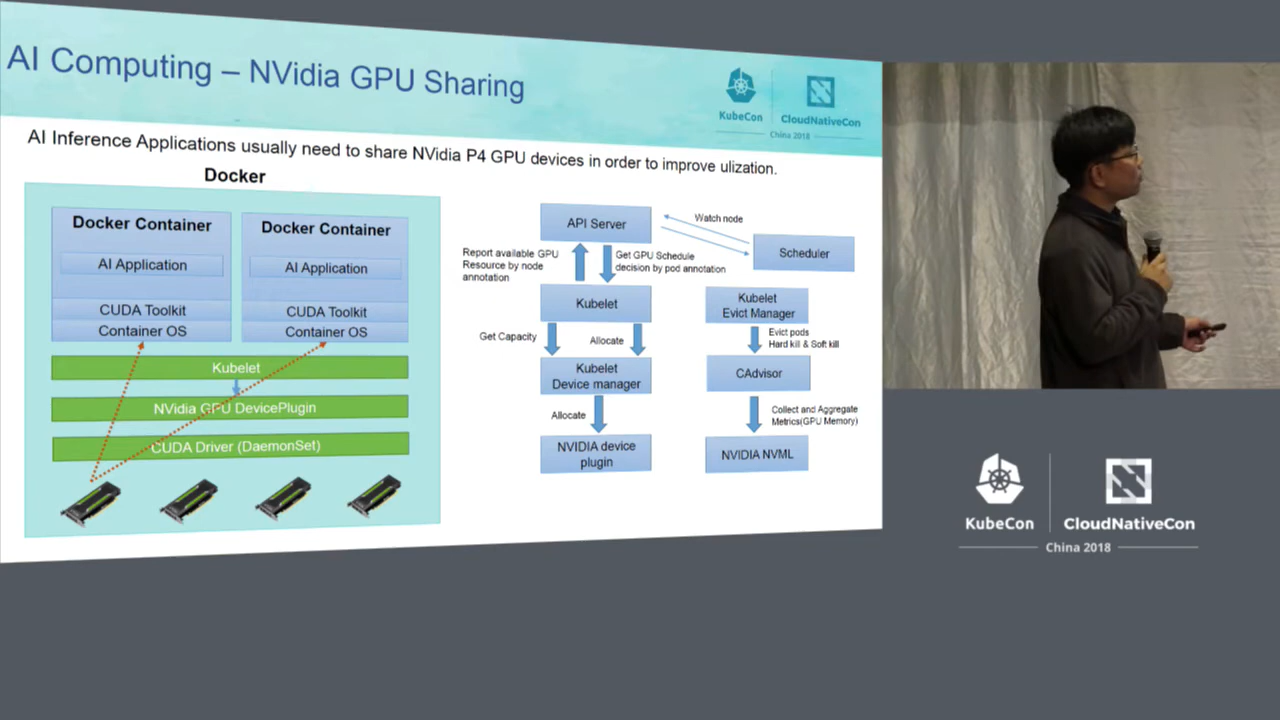 AI Computing – NVidia GPU Sharing
KubeCon
CloudNativeCon
China 2018
AI Inference Applications usually need to share NVidia P4 GPU devices in order to improve ulization.
Docker
Docker Container
AI Application
CUDA Toolkit
Container OS
Docker Container
AI Application
CUDA Toolkit
Container OS
Kubelet
NVidia GPU DevicePlugin
CUDA Driver (DaemonSet)
API Server
Watch node
Scheduler
Report available GPU
Resource by node
annotation
Get GPU Schedule
decision by pod annotation
Kubelet
Get Capacity
Allocate
Kubelet
Device manager
Allocate
NVIDIA device
plugin
Kubelet
Evict Manager
Evict pods
Hard kill & Soft kill
CAdvisor
Collect and Aggregate
Metrics(GPU Memory)
NVIDIA NVML
KubeCon
CloudNativeCon
China 2018